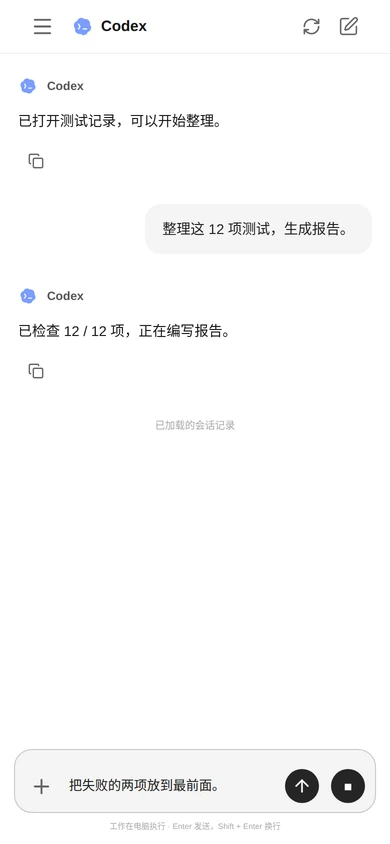 Codex
Codex
已打开测试记录，可以开始整理。
整理这 12 项测试，生成报告。
Codex
已检查 12 / 12 项，正在编写报告。
已加载的会话记录
把失败的两项放到最前面。
工作在电脑执行 · Enter 发送，Shift + Enter 换行